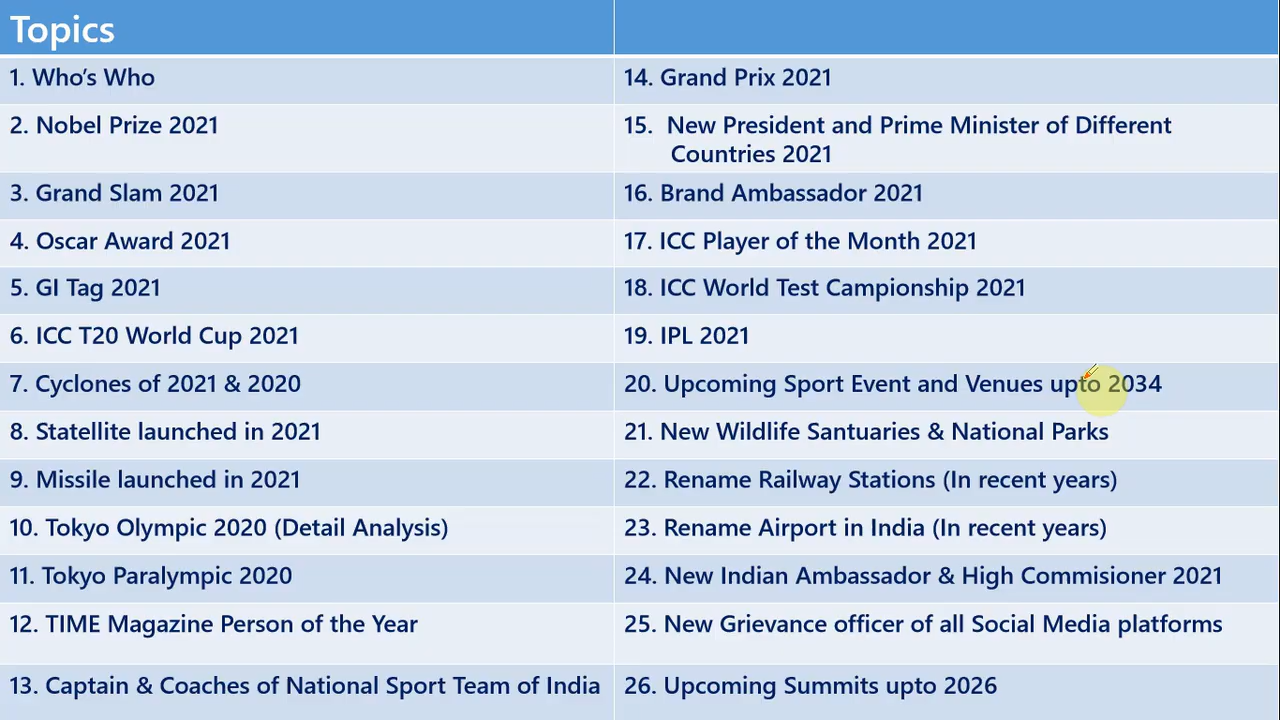 Topics
1. Who's Who
2. Nobel Prize 2021
3. Grand Slam 2021
4. Oscar Award 2021
5. GI Tag 2021
6. ICC T20 World Cup 2021
7. Cyclones of 2021 & 2020
8. Statellite launched in 2021
9. Missile launched in 2021
10. Tokyo Olympic 2020 (Detail Analysis)
11. Tokyo Paralympic 2020
12. TIME Magazine Person of the Year
13. Captain & Coaches of National Sport Team of India
14. Grand Prix 2021
15. New President and Prime Minister of Different
Countries 2021
16. Brand Ambassador 2021
17. ICC Player of the Month 2021
18. ICC World Test Campionship 2021
19. IPL 2021
20. Upcoming Sport Event and Venues upto 2034
21. New Wildlife Santuaries & National Parks
22. Rename Railway Stations (In recent years)
23. Rename Airport in India (In recent years)
24. New Indian Ambassador & High Commisioner 2021
25. New Grievance officer of all Social Media platforms
26. Upcoming Summits upto 2026